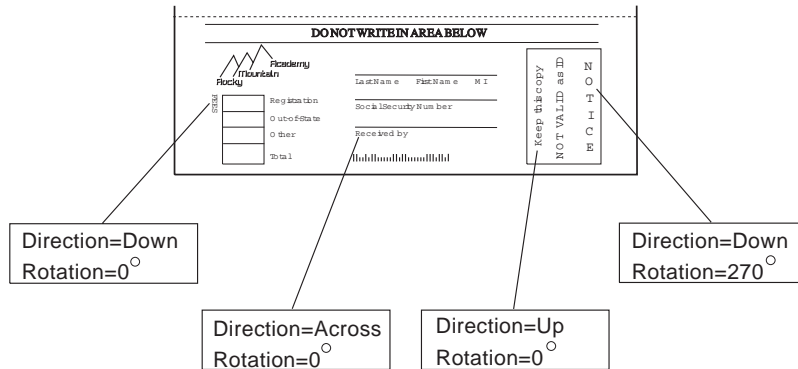 DO NOT WRITE IN AREA BELOW
Rocky
Mountain
Academy
FEES
Registration
Out-of-State
Other
Total
Last Name First Name M I
Social Security Number
Received by
Keep this copy
NOT VALID as ID
NOTICE
Direction=Down
Rotation=0°
Direction=Across
Rotation=0°
Direction=Up
Rotation=0°
Direction=Down
Rotation=270°